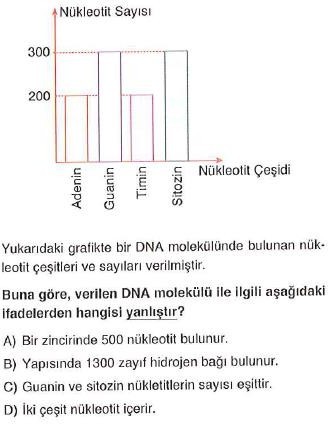 Nükleotit Sayısı
300
200
Adenin
Guanin
Timin
Sitozin
Nükleotit Çeşidi
Yukarıdaki grafikte bir DNA molekülünde bulunan nük-
leotit çeşitleri ve sayıları verilmiştir.
Buna göre, verilen DNA molekülü ile ilgili aşağıdaki
ifadelerden hangisi yanlıştır?
A) Bir zincirinde 500 nükleotit bulunur.
B) Yapısında 1300 zayıf hidrojen bağı bulunur.
C) Guanin ve sitozin nükletitlerin sayısı eşittir.
D) İki çeşit nükleotit içerir.